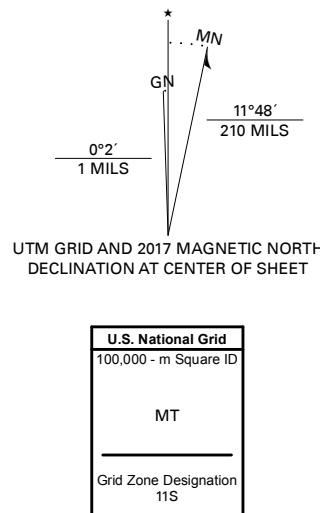 ★
MN
GN
11°48´
210 MILS
0°2´
1 MILS
UTM GRID AND 2017 MAGNETIC NORTH
DECLINATION AT CENTER OF SHEET
U.S. National Grid
100,000 - m Square ID
MT
Grid Zone Designation
11S